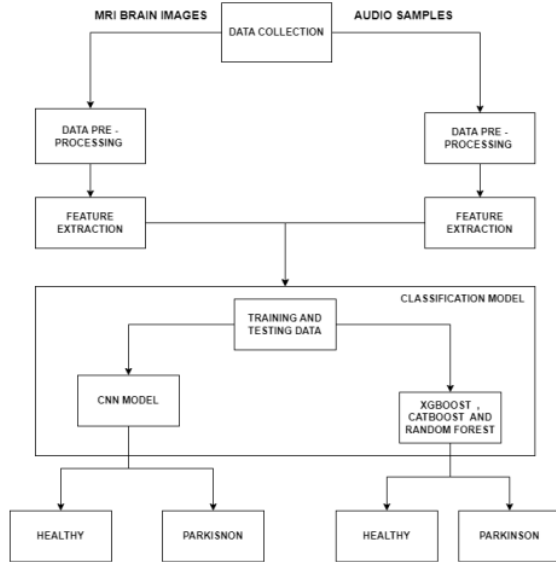 MRI BRAIN IMAGES
AUDIO SAMPLES
DATA COLLECTION
DATA PRE -
PROCESSING
DATA PRE -
PROCESSING
FEATURE
EXTRACTION
FEATURE
EXTRACTION
CLASSIFICATION MODEL
TRAINING AND
TESTING DATA
CNN MODEL
XGBOOST ,
CATBOOST AND
RANDOM FOREST
HEALTHY
PARKISNON
HEALTHY
PARKINSON